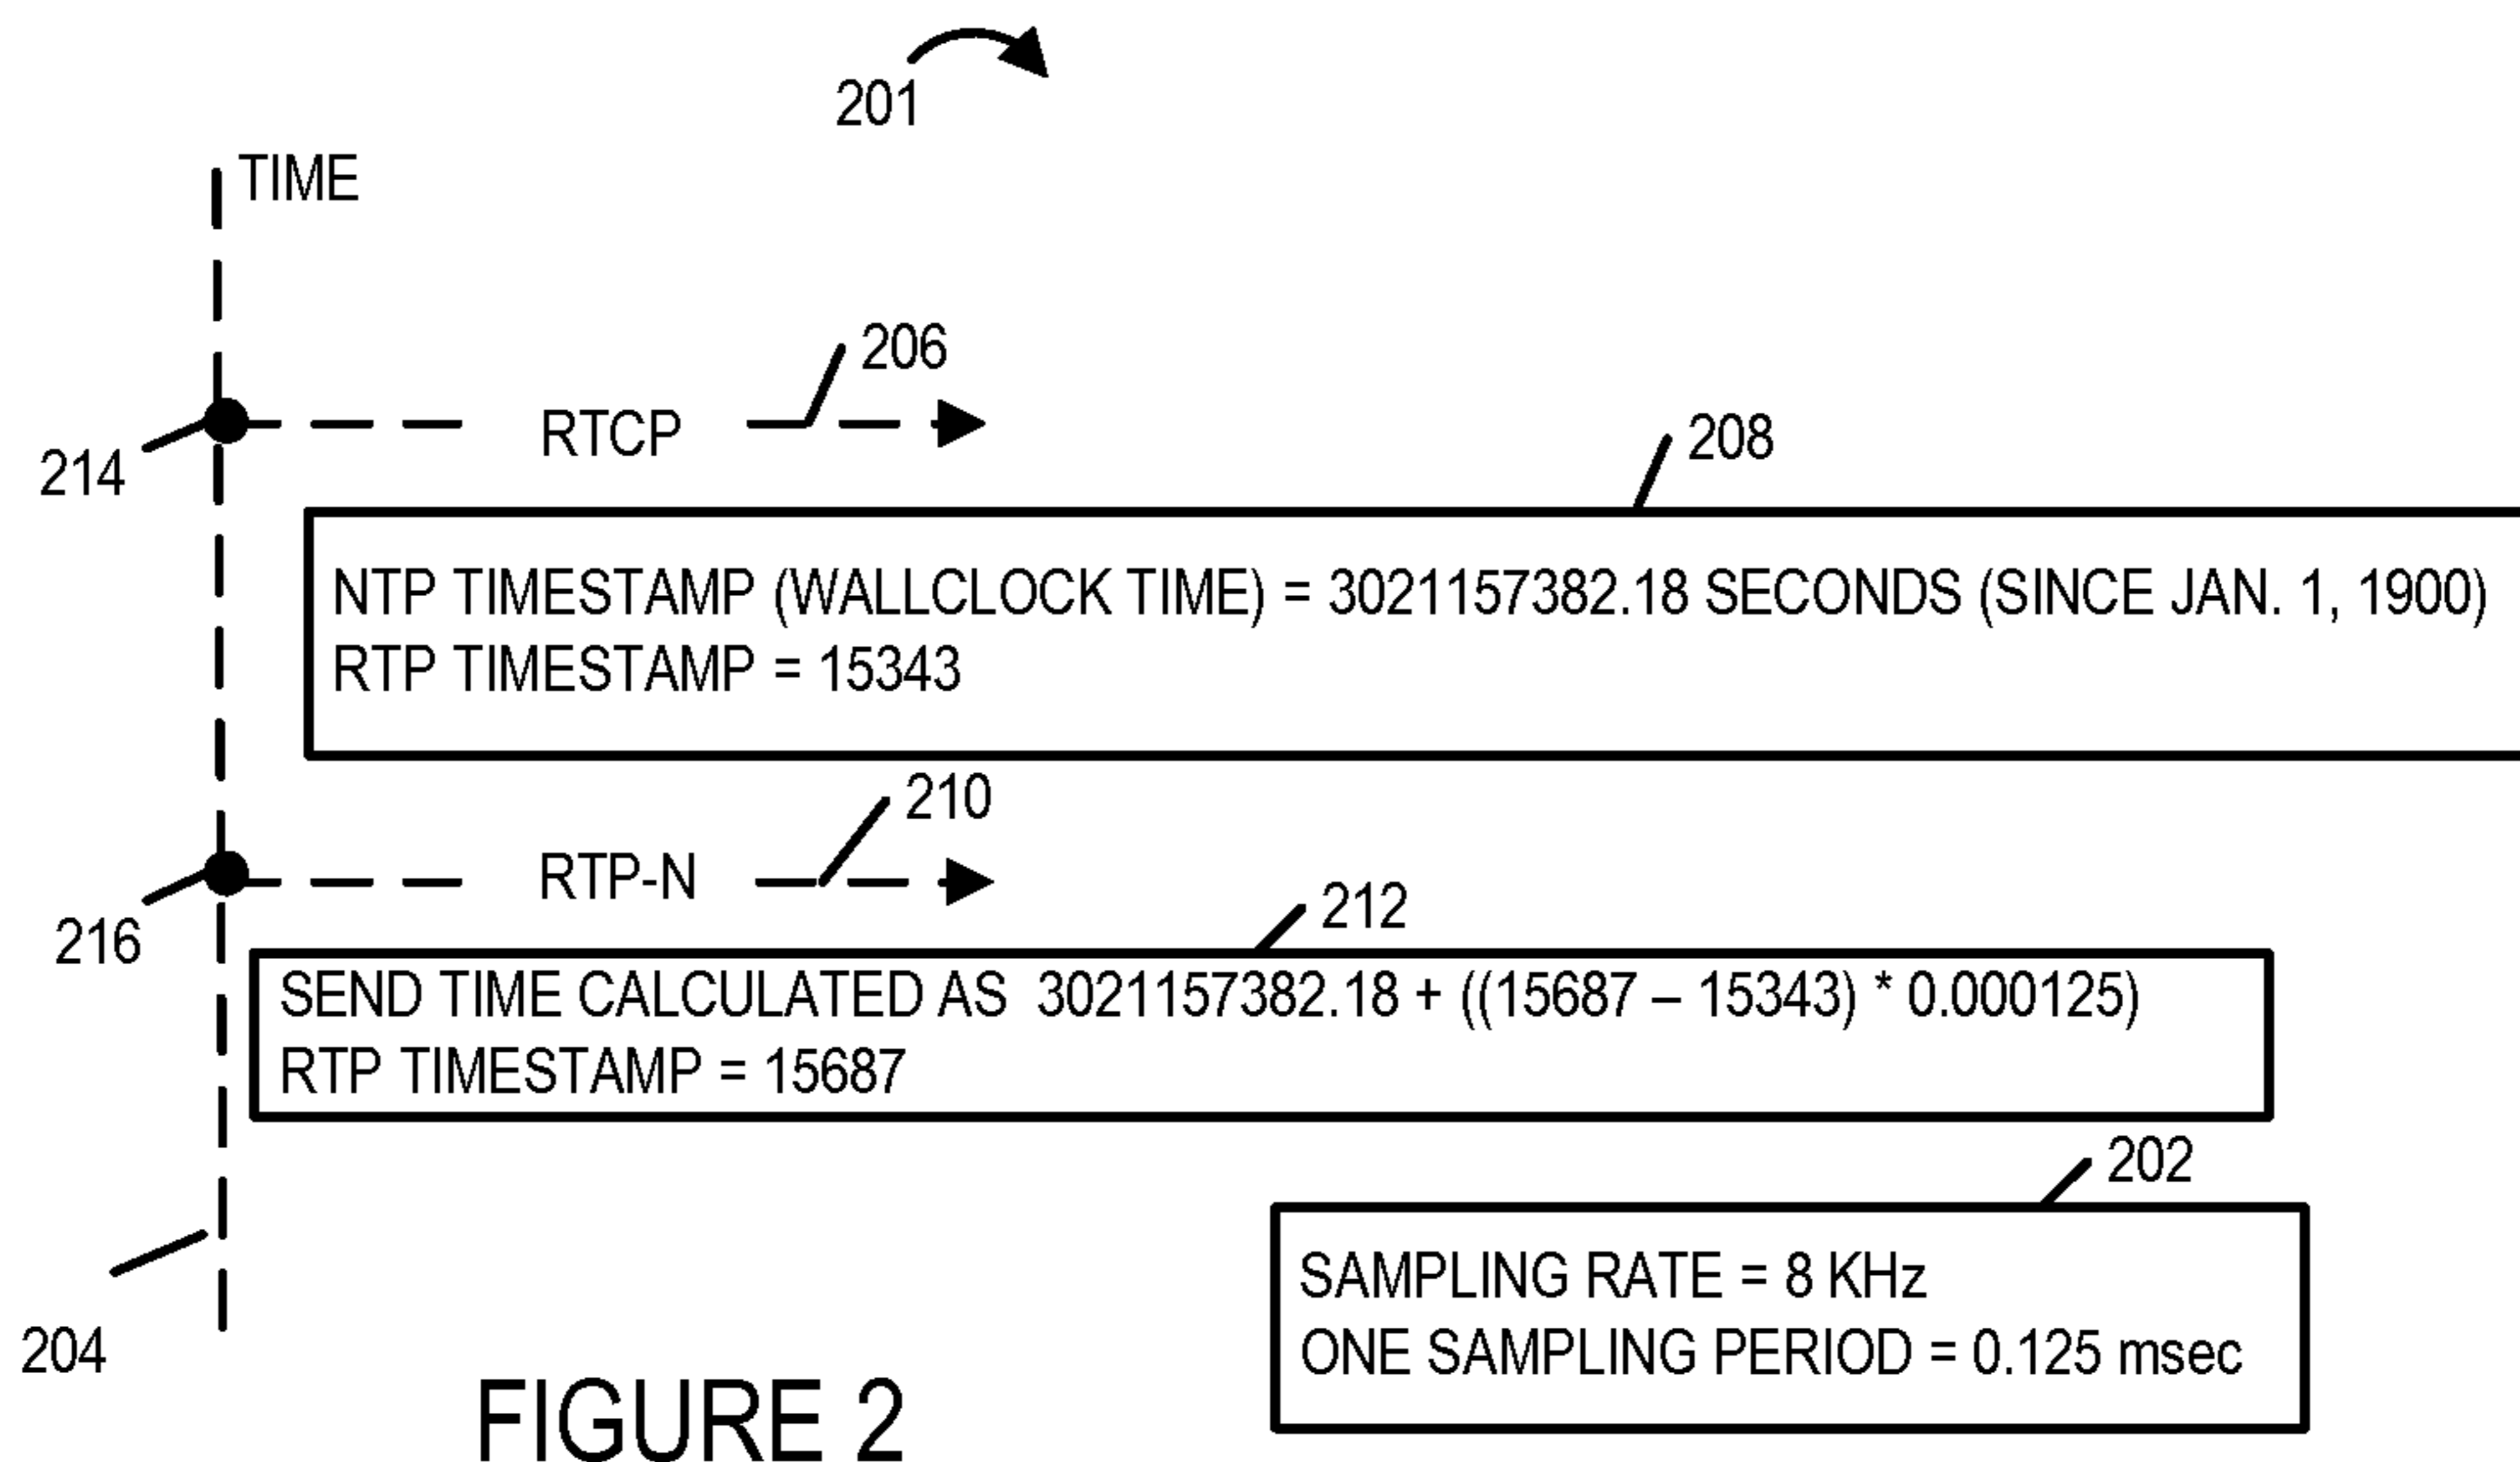 201
TIME
206
RTCP
214
208
NTP TIMESTAMP (WALLCLOCK TIME) = 3021157382.18 SECONDS (SINCE JAN. 1, 1900)
RTP TIMESTAMP = 15343
210
RTP-N
216
212
SEND TIME CALCULATED AS 3021157382.18 + ((15687 – 15343) * 0.000125)
RTP TIMESTAMP = 15687
202
SAMPLING RATE = 8 KHz
ONE SAMPLING PERIOD = 0.125 msec
204
FIGURE 2